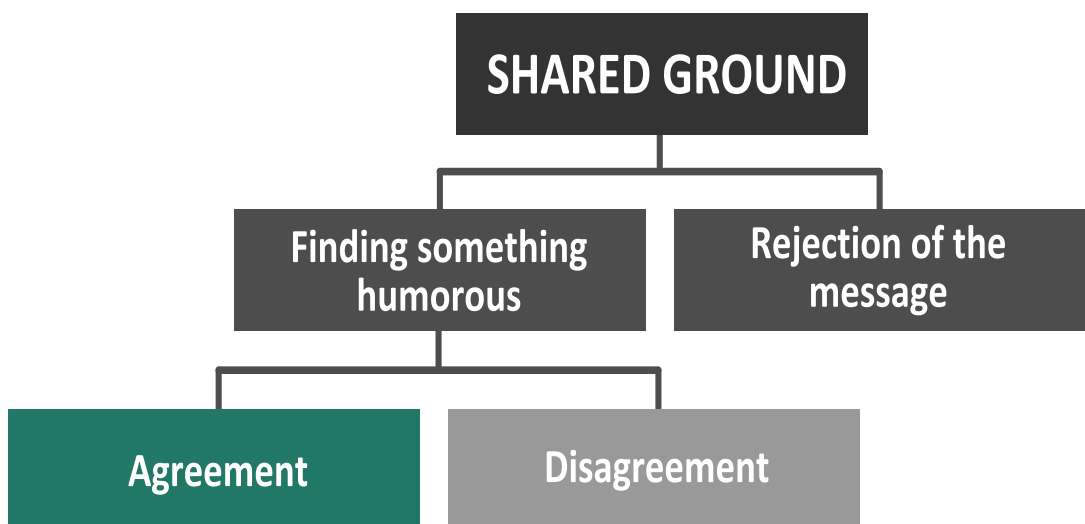 SHARED GROUND
Finding something
humorous
Rejection of the
message
Agreement
Disagreement